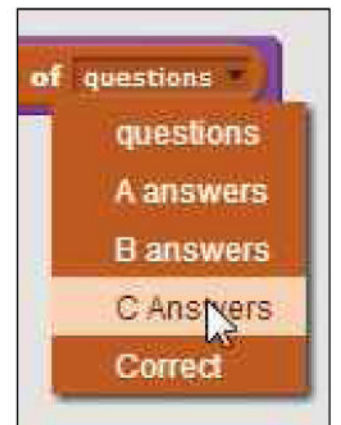 of questions
questions
A answers
B answers
C Answers
Correct